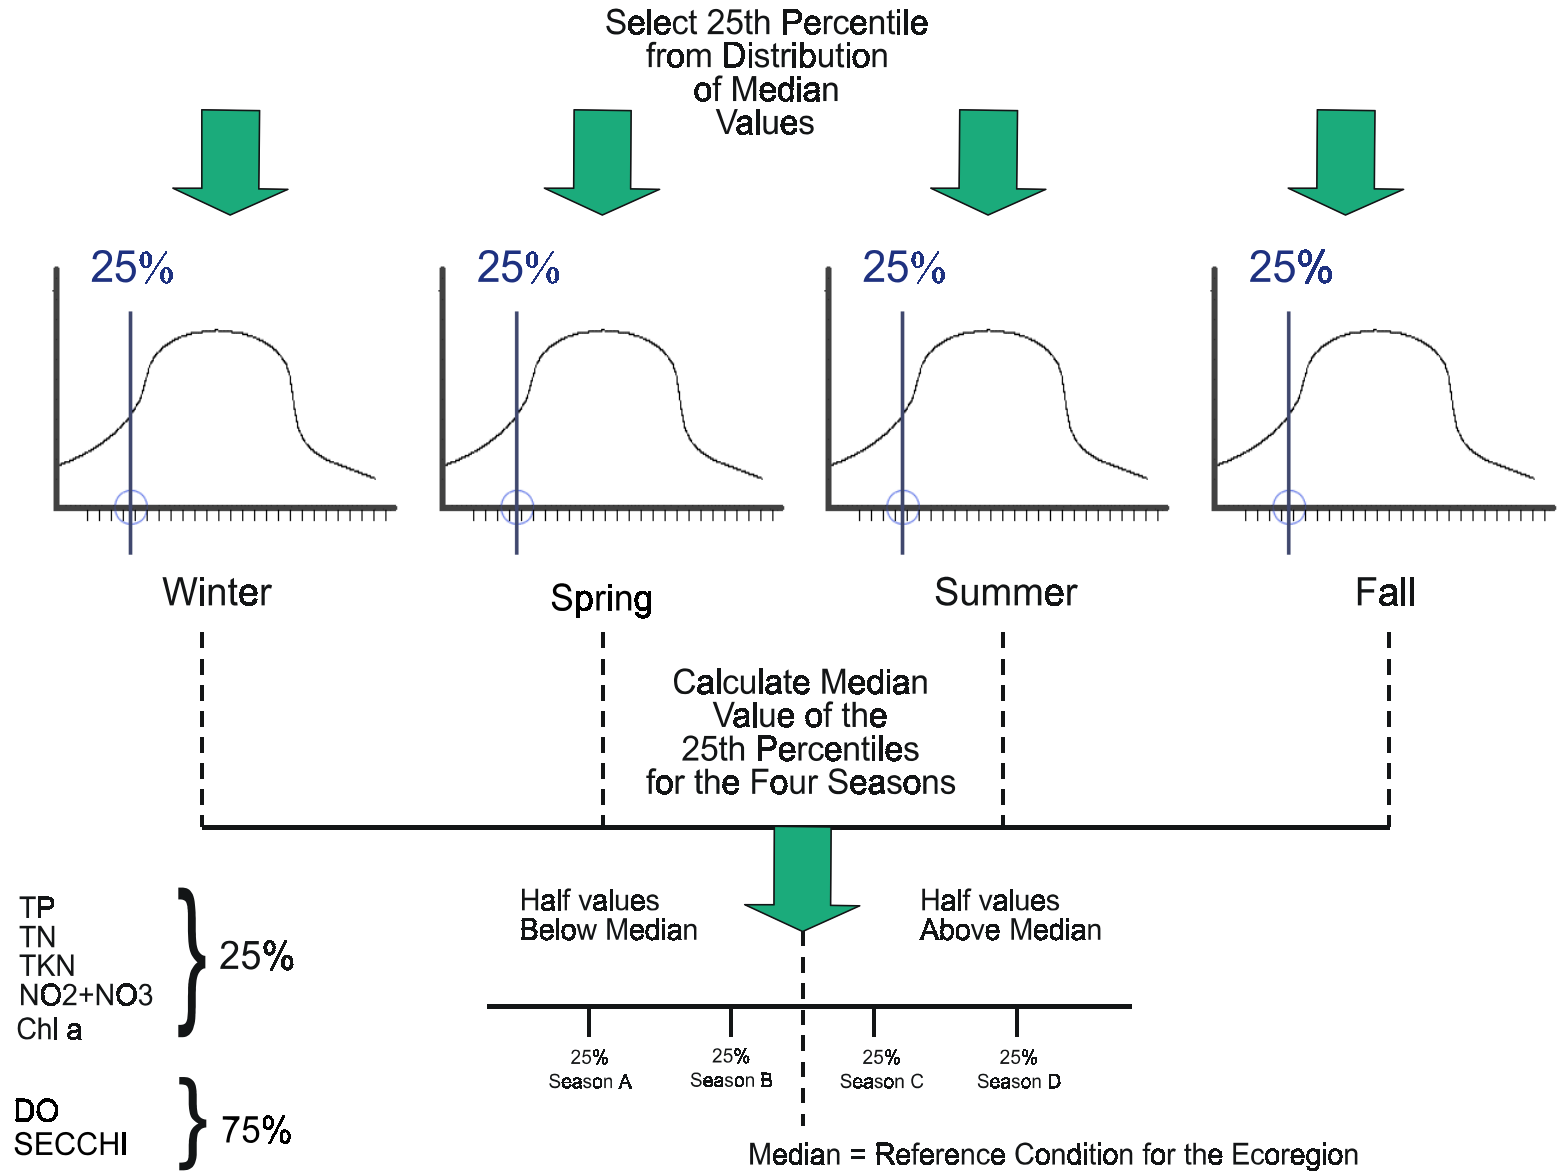 Select 25th Percentile
from Distribution
of Median
Values
25%
25%
25%
25%
Winter
Spring
Summer
Fall
Calculate Median
Value of the
25th Percentiles
for the Four Seasons
TP
TN
TKN
NO2+NO3
Chl a
25%
DO
SECCHI
75%
Half values
Below Median
Half values
Above Median
25%
Season A
25%
Season B
25%
Season C
25%
Season D
Median = Reference Condition for the Ecoregion